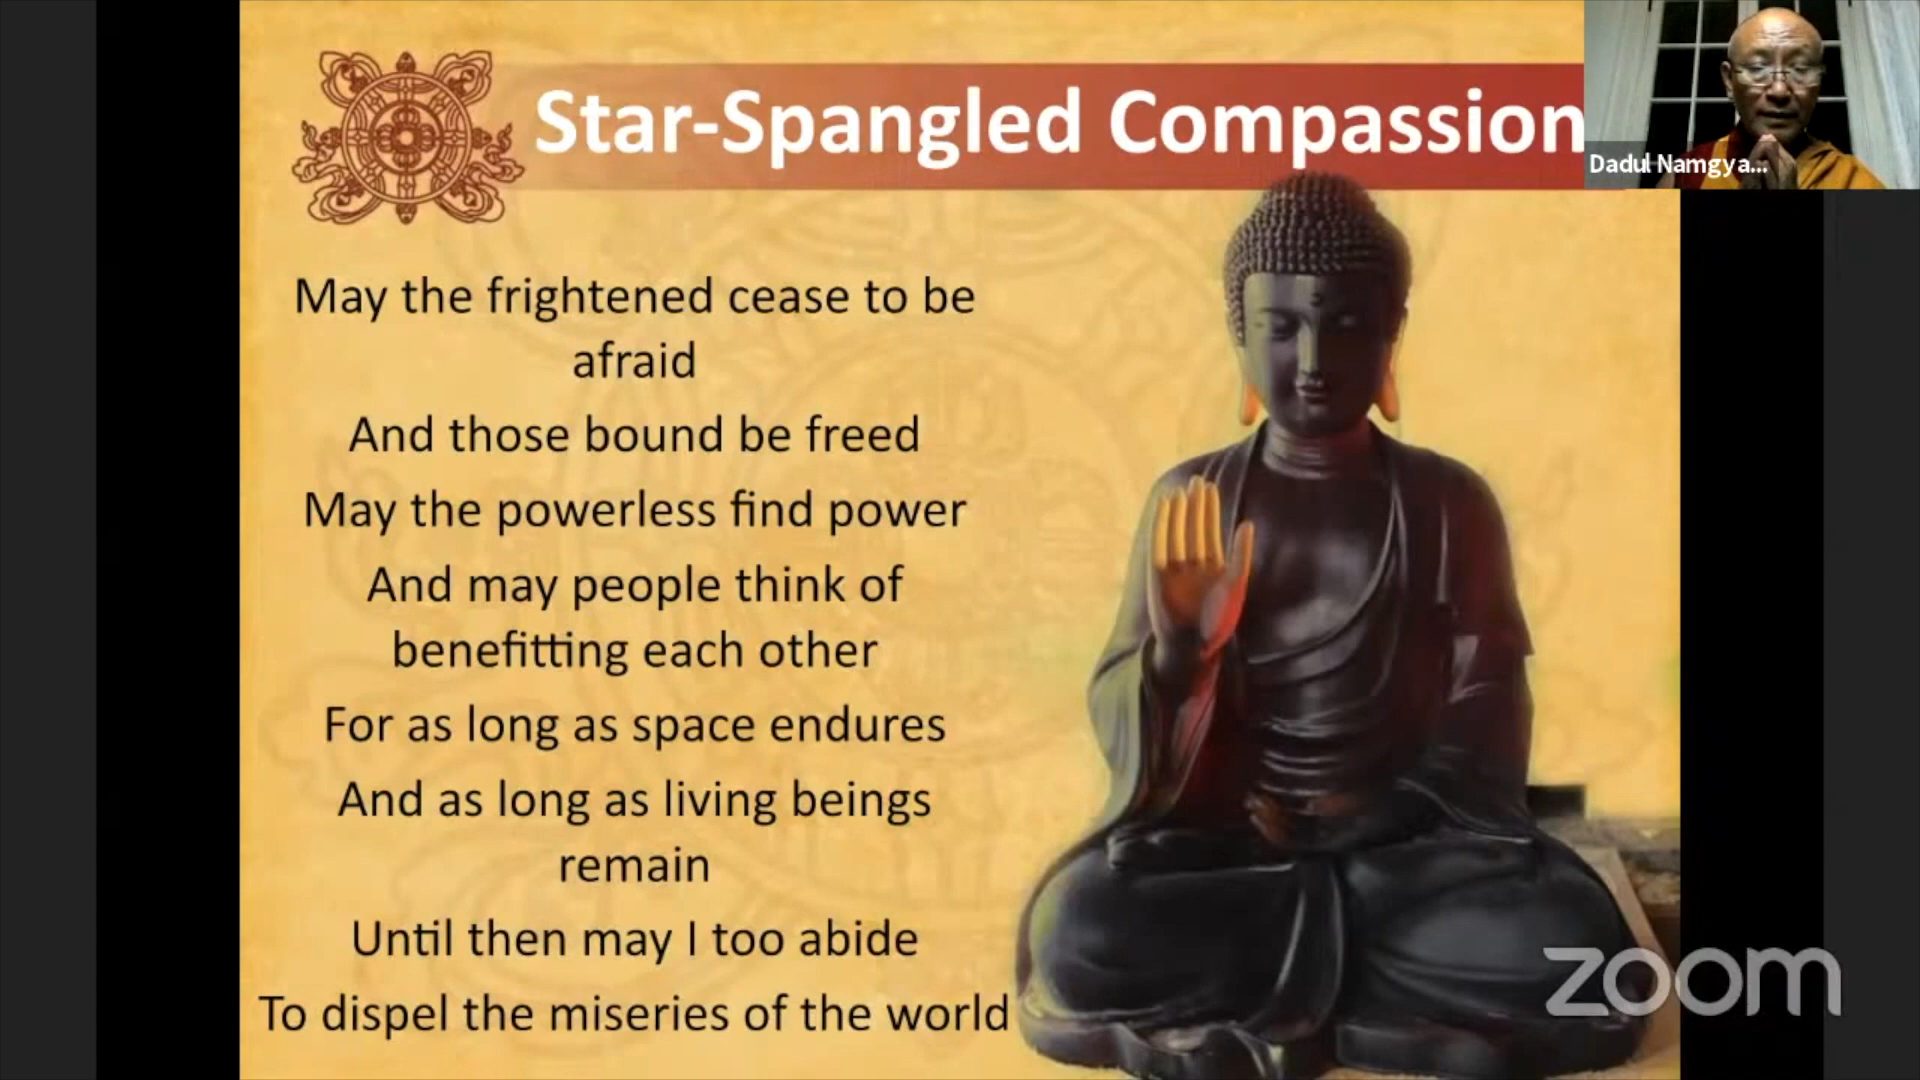 Star-Spangled Compassion
Dadul Namgya...
May the frightened cease to be
afraid
And those bound be freed
May the powerless find power
And may people think of
benefitting each other
For as long as space endures
And as long as living beings
remain
Until then may I too abide
To dispel the miseries of the world
zoom